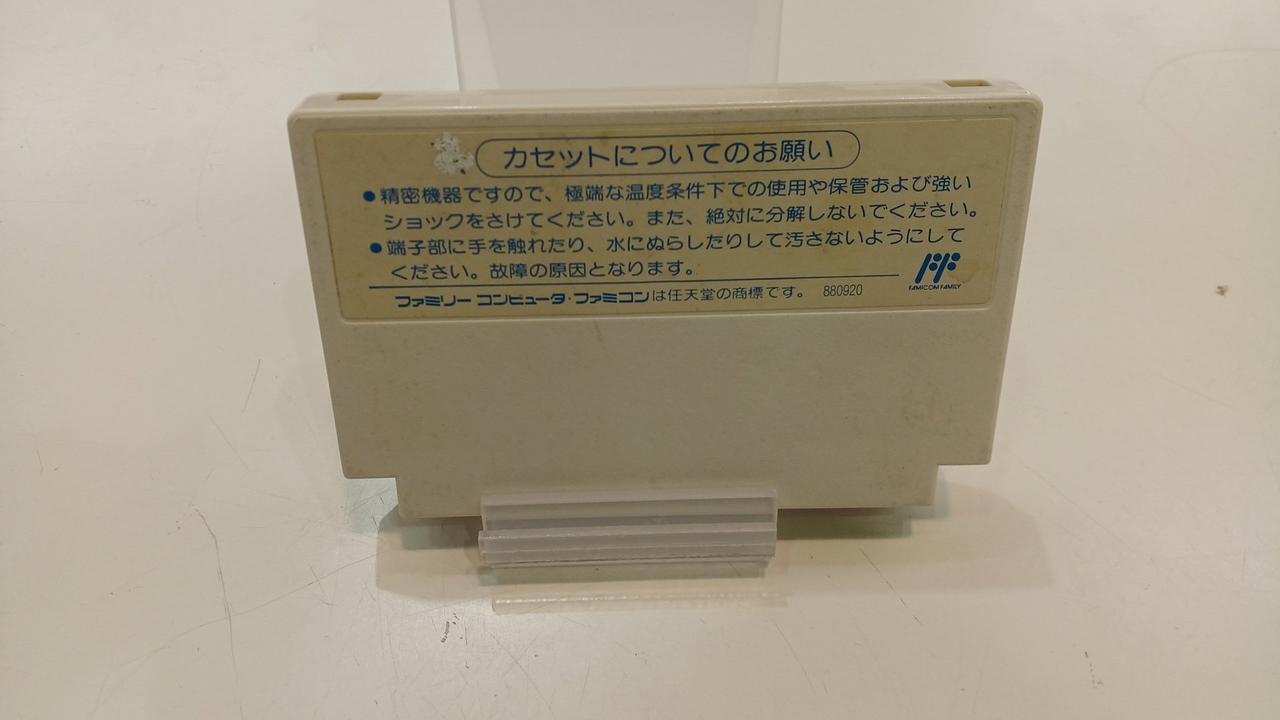 カセットについてのお願い
●精密機器ですので、極端な温度条件下での使用や保管および強い
ショックをさけてください。また、絶対に分解しないでください。
●端子部に手を触れたり、水にぬらしたりして汚さないようにして
ください。故障の原因となります。
FAMICOM FAMILY
ファミリーコンピュータ・ファミコンは任天堂の商標です。 880920